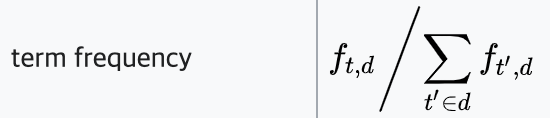 term frequency
f_{t,d} / ∑_{t′∈d} f_{t′,d}